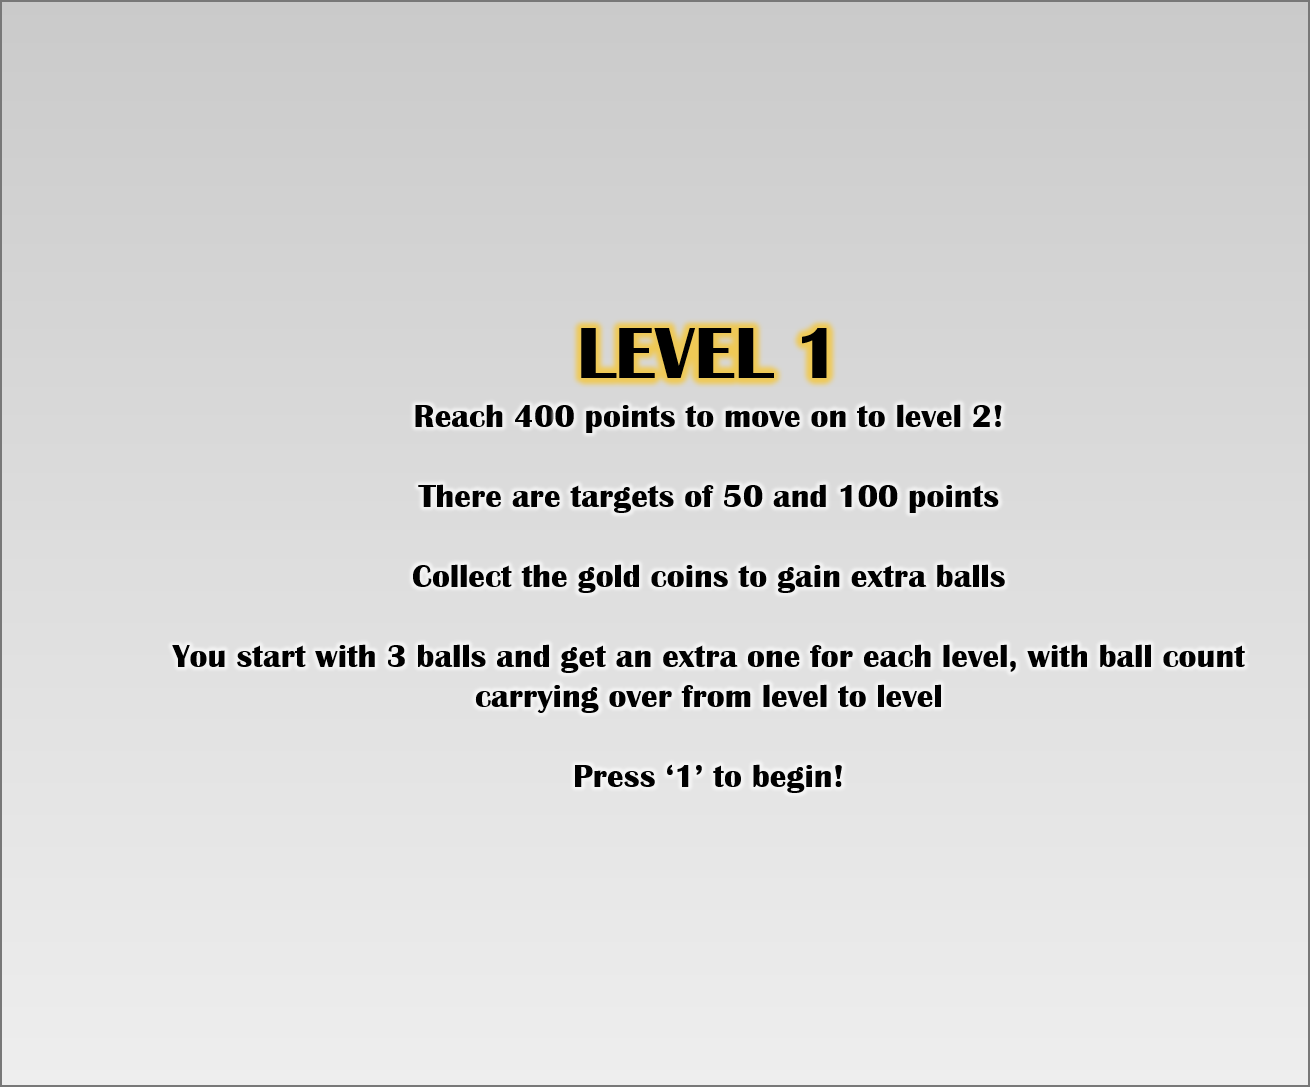 LEVEL 1
Reach 400 points to move on to level 2!
There are targets of 50 and 100 points
Collect the gold coins to gain extra balls
You start with 3 balls and get an extra one for each level, with ball count
carrying over from level to level
Press ‘1’ to begin!